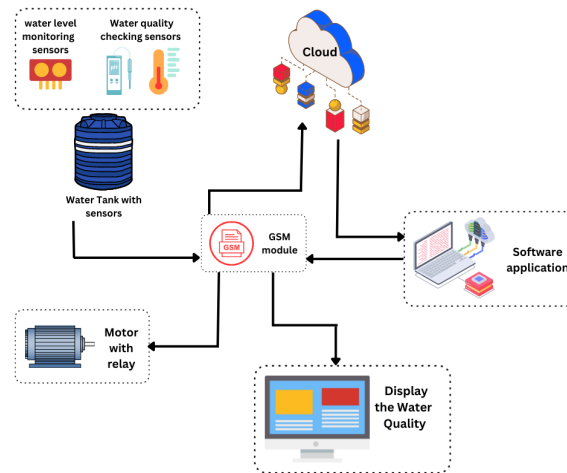 water level
monitoring
sensors
Water quality
checking sensors
Cloud
Water Tank with
sensors
GSM
GSM
module
Software
application
Motor
with
relay
Display
the Water
Quality